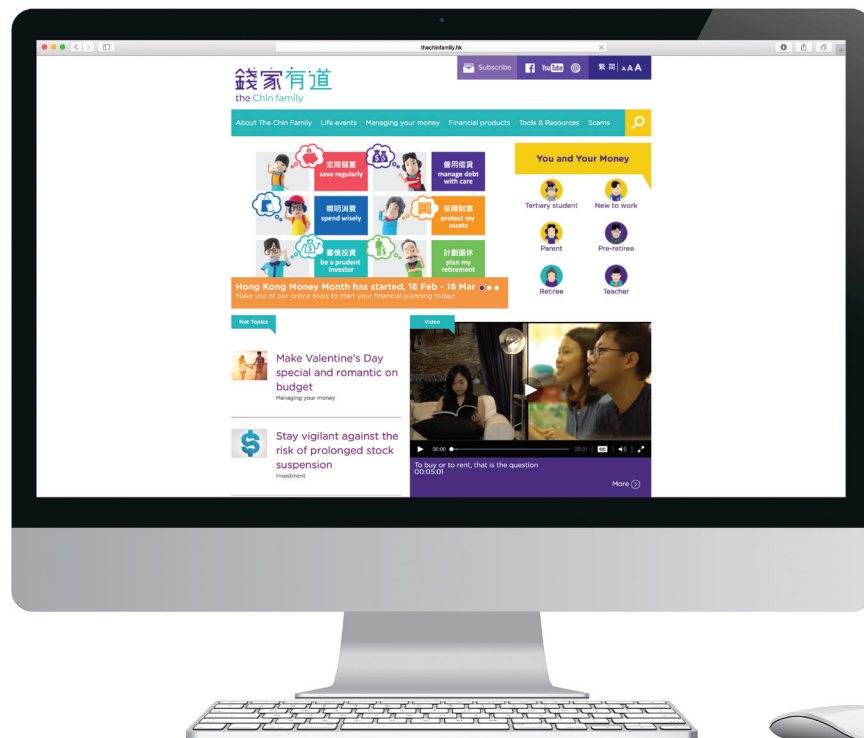 thechinfamily.hk
Subscribe
f
You Tube
@
繁 简 A A A
錢家有道
the Chin family
About The Chin Family Life events Managing your money Financial products Tools & Resources Scams
定期儲蓄
save regularly
善用借貸
manage debt
with care
精明消費
spend wisely
保障財富
protect my
assets
審慎投資
be a prudent
investor
計劃退休
plan my
retirement
Hong Kong Money Month has started, 18 Feb - 18 Mar
Make use of our online tools to start your financial planning today!
You and Your Money
Tertiary student New to work
Parent Pre-retiree
Retiree Teacher
Hot Topics
Make Valentine's Day
special and romantic on
budget
Managing your money
Stay vigilant against the
risk of prolonged stock
suspension
Investment
Video
00:00 05:01 CC
To buy or to rent, that is the question
00:05:01
More